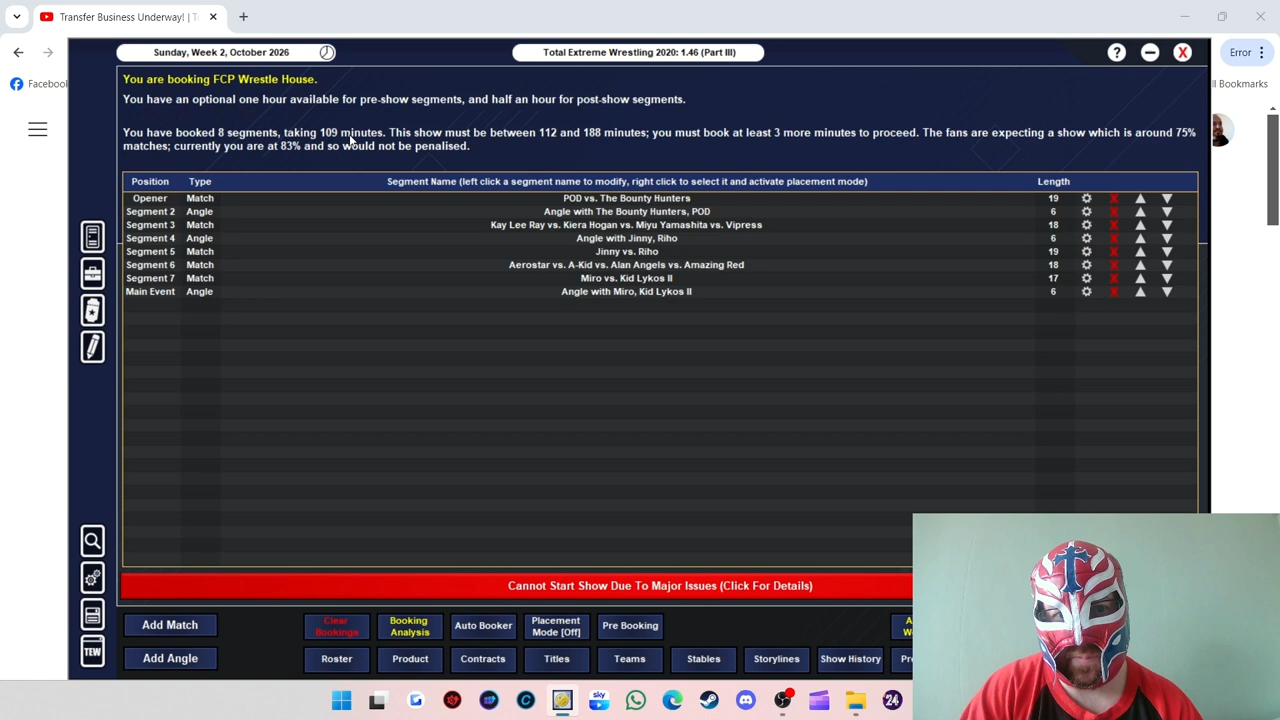 Transfer Business Underway! | T
Error
Facebook
ll Bookmarks
Sunday, Week 2, October 2026
Total Extreme Wrestling 2020: 1.46 (Part III)
?
X
You are booking FCP Wrestle House.
You have an optional one hour available for pre-show segments, and half an hour for post-show segments.
You have booked 8 segments, taking 109 minutes. This show must be between 112 and 188 minutes; you must book at least 3 more minutes to proceed. The fans are expecting a show which is around 75%
matches; currently you are at 83% and so would not be penalised.
Position Type Segment Name (left click a segment name to modify, right click to select it and activate placement mode) Length
Opener Match POD vs. The Bounty Hunters 19 X
Segment 2 Angle Angle with The Bounty Hunters, POD 6 X
Segment 3 Match Kay Lee Ray vs. Kiera Hogan vs. Miyu Yamashita vs. Vipress 18 X
Segment 4 Angle Angle with Jinny, Riho 6 X
Segment 5 Match Jinny vs. Riho 19 X
Segment 6 Match Aerostar vs. A-Kid vs. Alan Angels vs. Amazing Red 18 X
Segment 7 Match Miro vs. Kid Lykos II 17 X
Main Event Angle Angle with Miro, Kid Lykos II 6 X
Cannot Start Show Due To Major Issues (Click For Details)
Add Match
Clear Bookings
Booking Analysis
Auto Booker
Placement Mode [Off]
Pre Booking
TEW
Add Angle
Roster
Product
Contracts
Titles
Teams
Stables
Storylines
Show History
sky
24